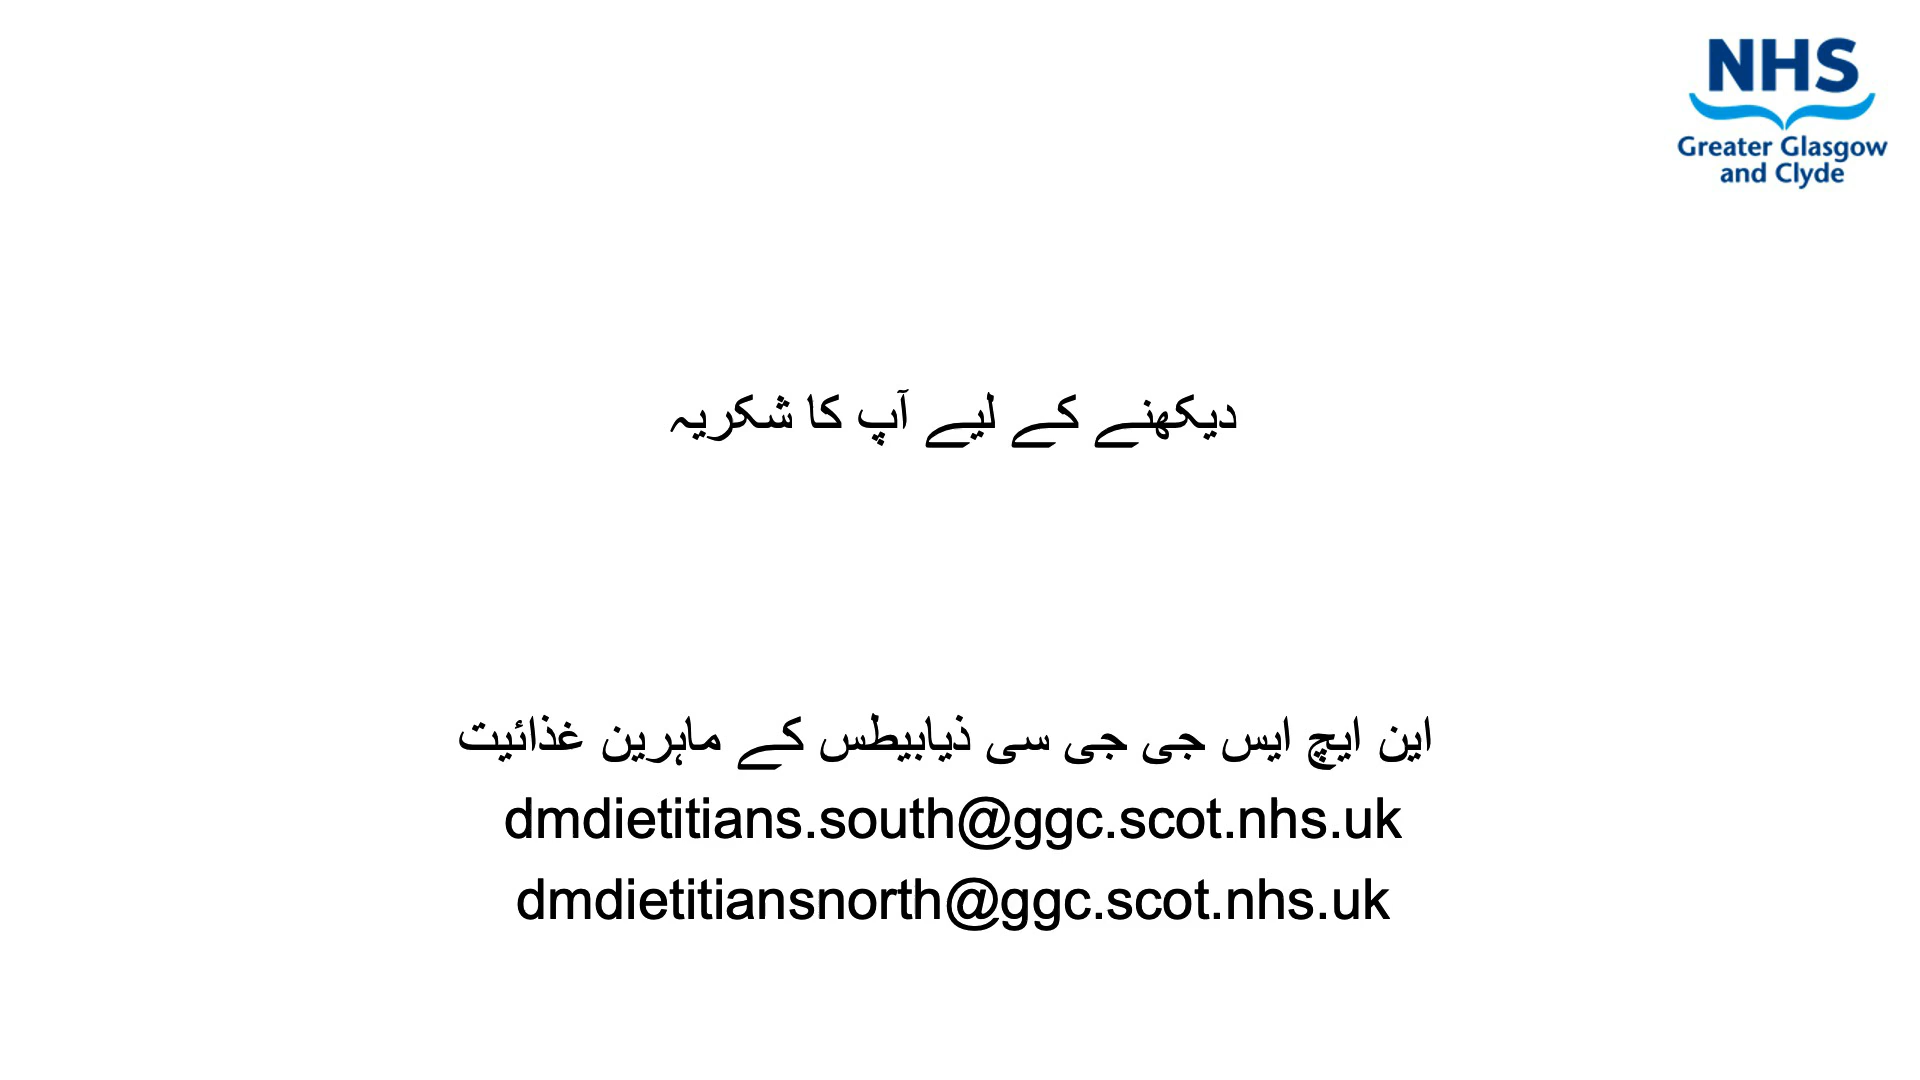 NHS
Greater Glasgow
and Clyde
دیکھنے کے لیے آپ کا شکریہ
این ایچ ایس جی جی سی ذیابیطس کے ماہرین غذائیت
dmdietitians.south@ggc.scot.nhs.uk
dmdietitiansnorth@ggc.scot.nhs.uk